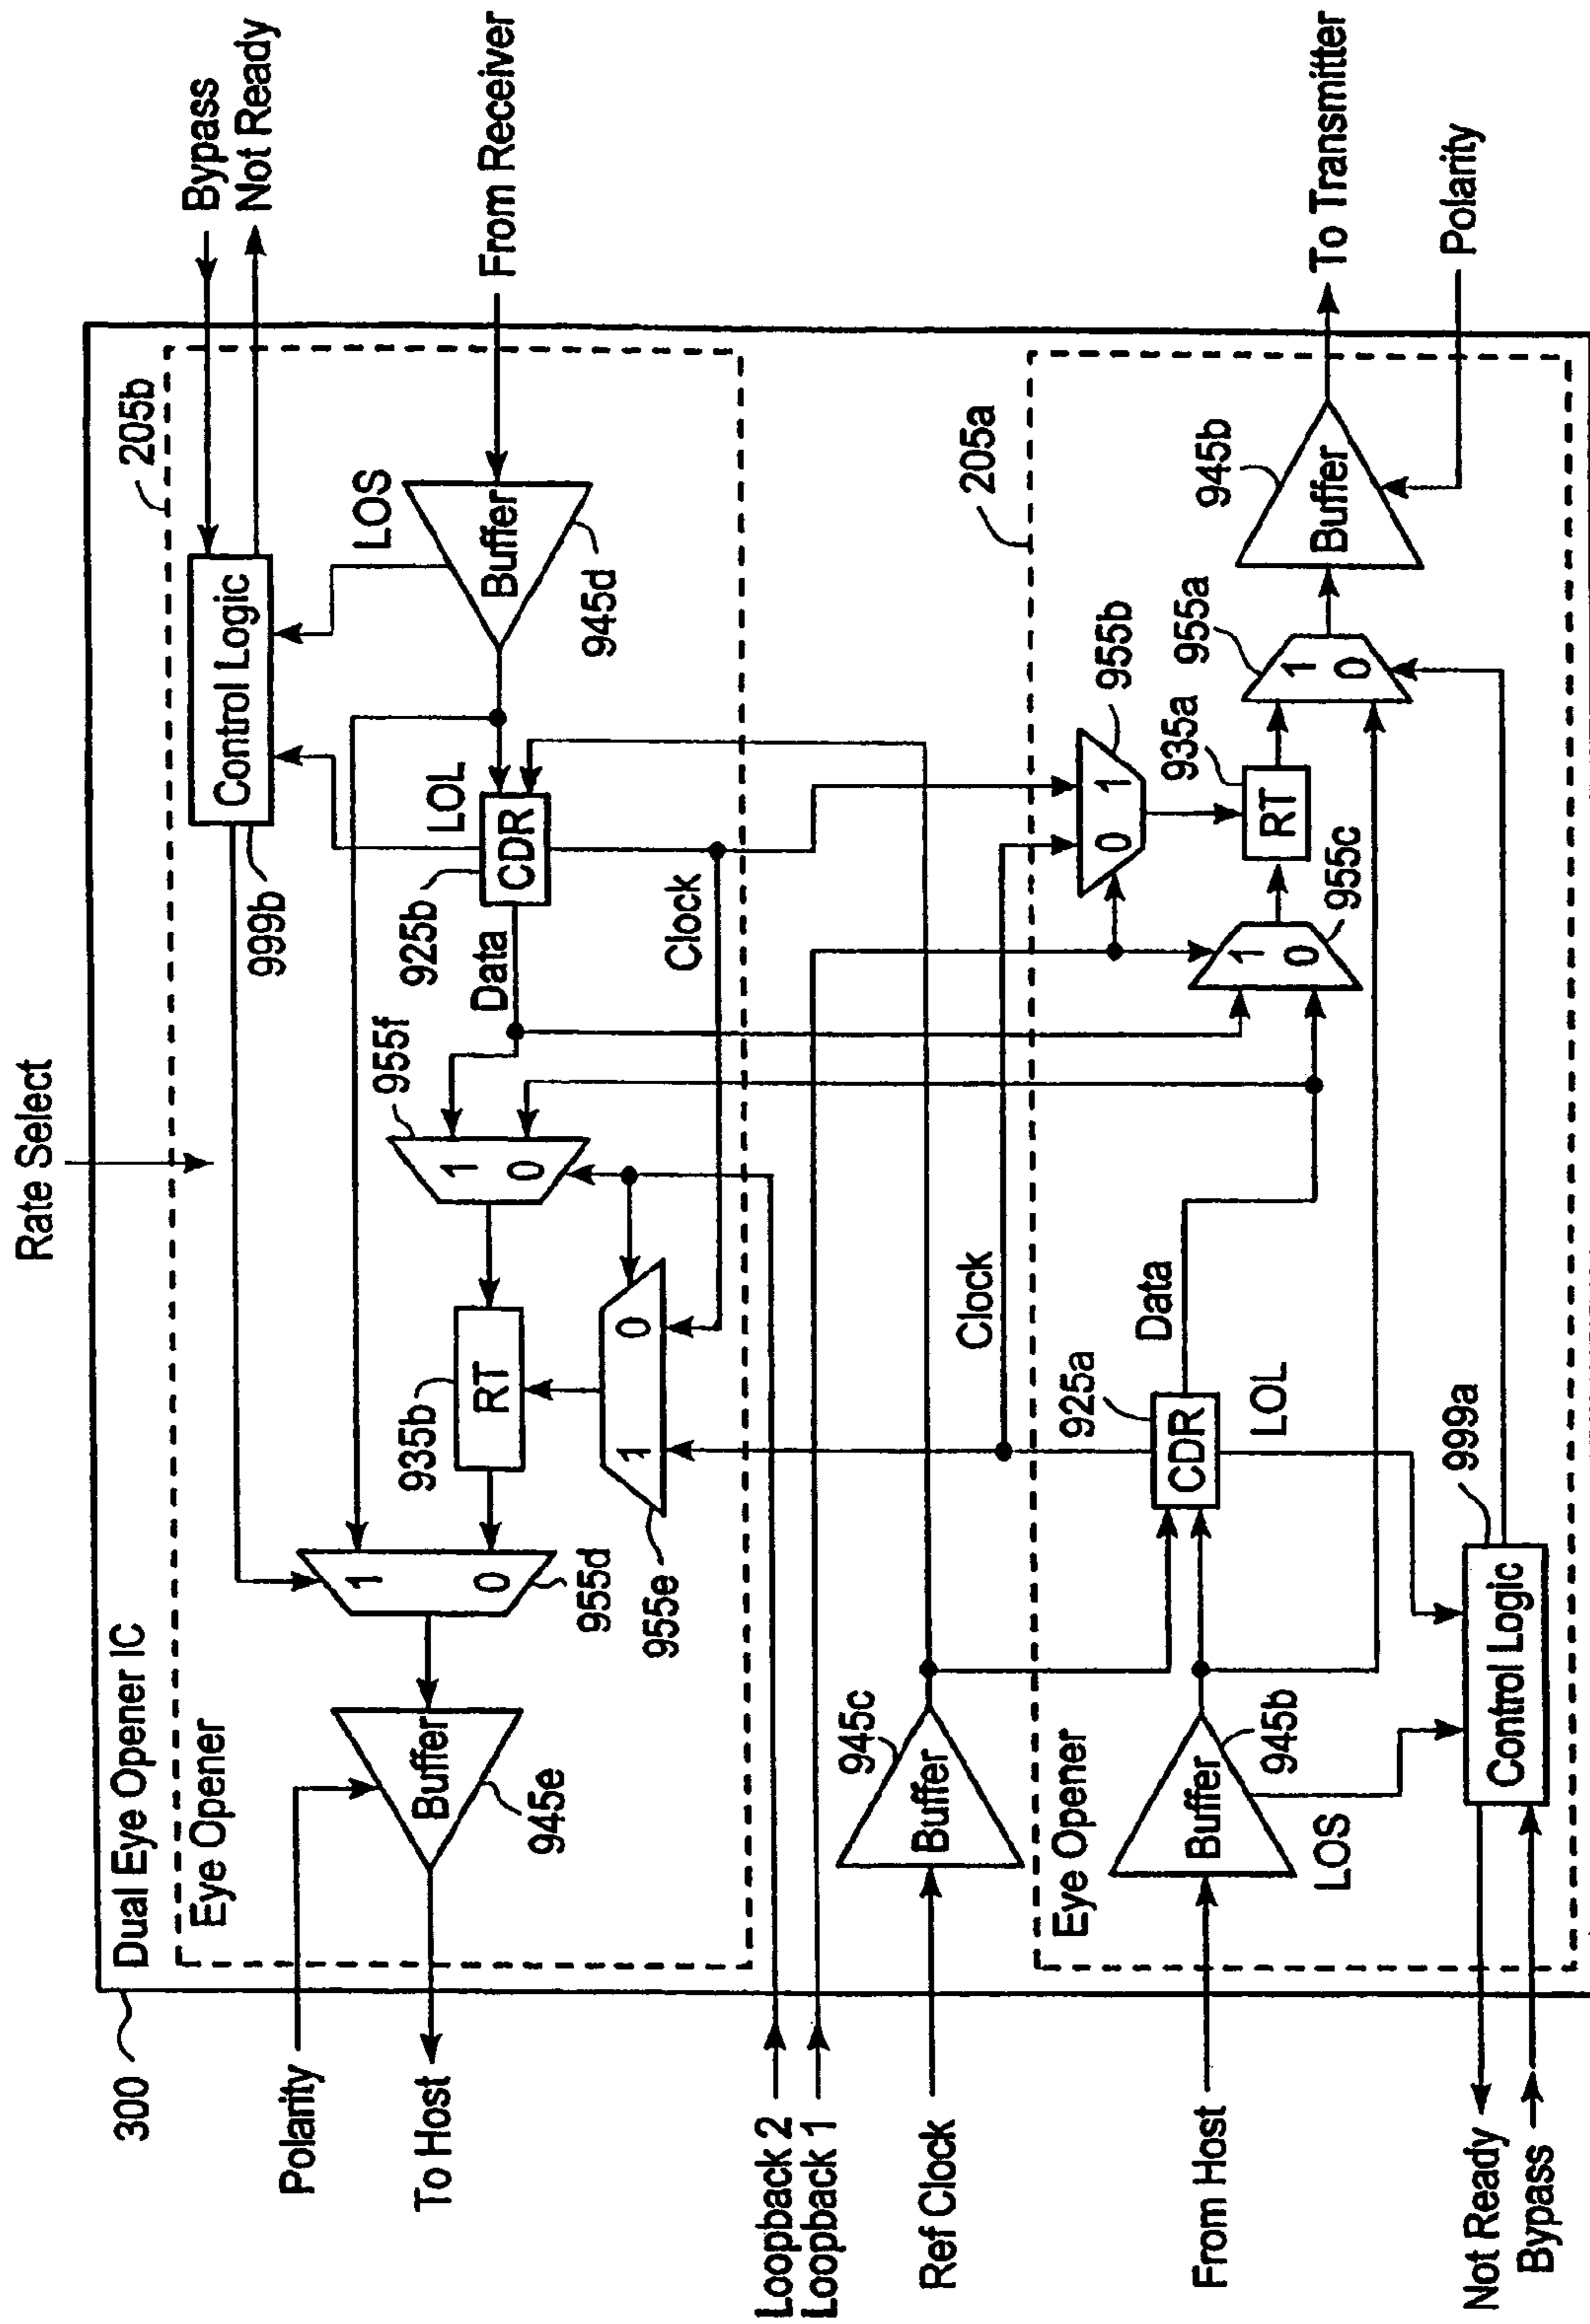 Rate Select
300
Dual Eye Opener IC
Eye Opener
205b
Bypass
Not Ready
Control Logic
999b
LOS
Polarity
To Host
Buffer
945e
955d
1
0
RT
935b
955e
1
0
955f
1
0
Data
925b
CDR
LOL
Clock
Buffer
945d
From Receiver
Loopback 2
Loopback 1
Ref Clock
Buffer
945c
Eye Opener
205a
From Host
Buffer
945b
LOS
CDR
925a
LOL
Data
Clock
955b
0
1
955c
1
0
RT
935a
955a
1
0
Buffer
945b
To Transmitter
Polarity
Control Logic
999a
Not Ready
Bypass